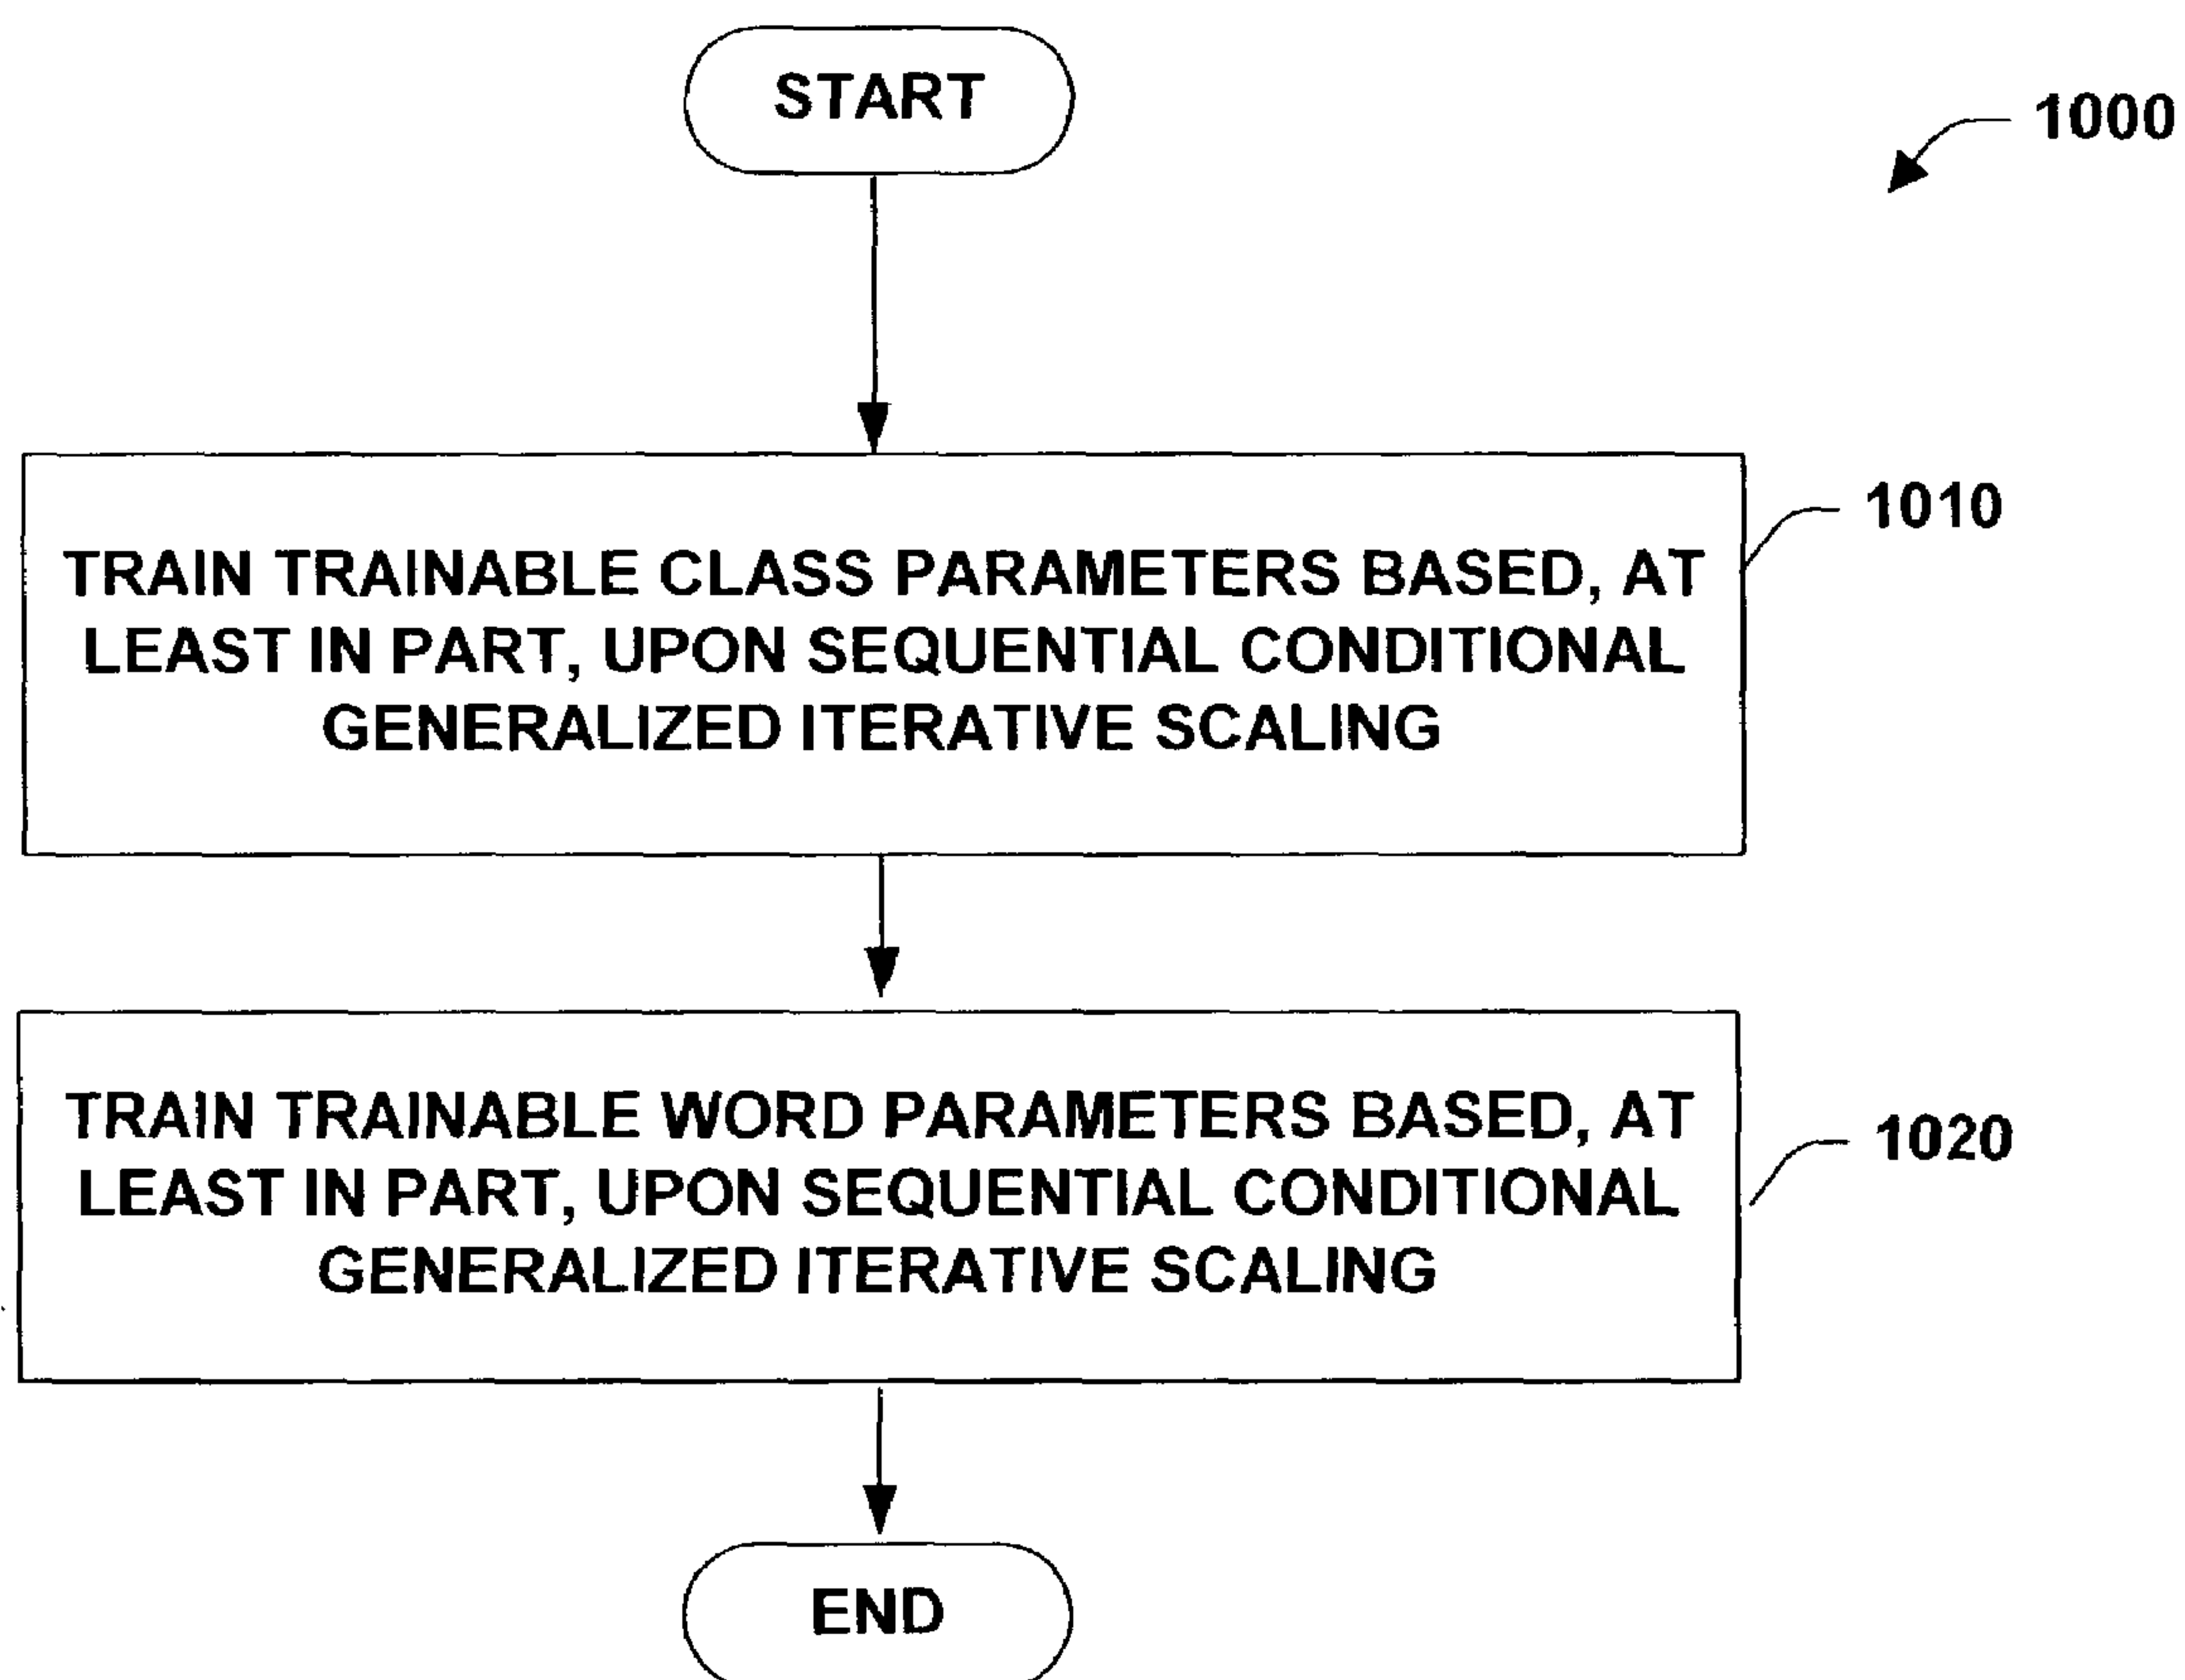 START
1000
1010
TRAIN TRAINABLE CLASS PARAMETERS BASED, AT
LEAST IN PART, UPON SEQUENTIAL CONDITIONAL
GENERALIZED ITERATIVE SCALING
1020
TRAIN TRAINABLE WORD PARAMETERS BASED, AT
LEAST IN PART, UPON SEQUENTIAL CONDITIONAL
GENERALIZED ITERATIVE SCALING
END